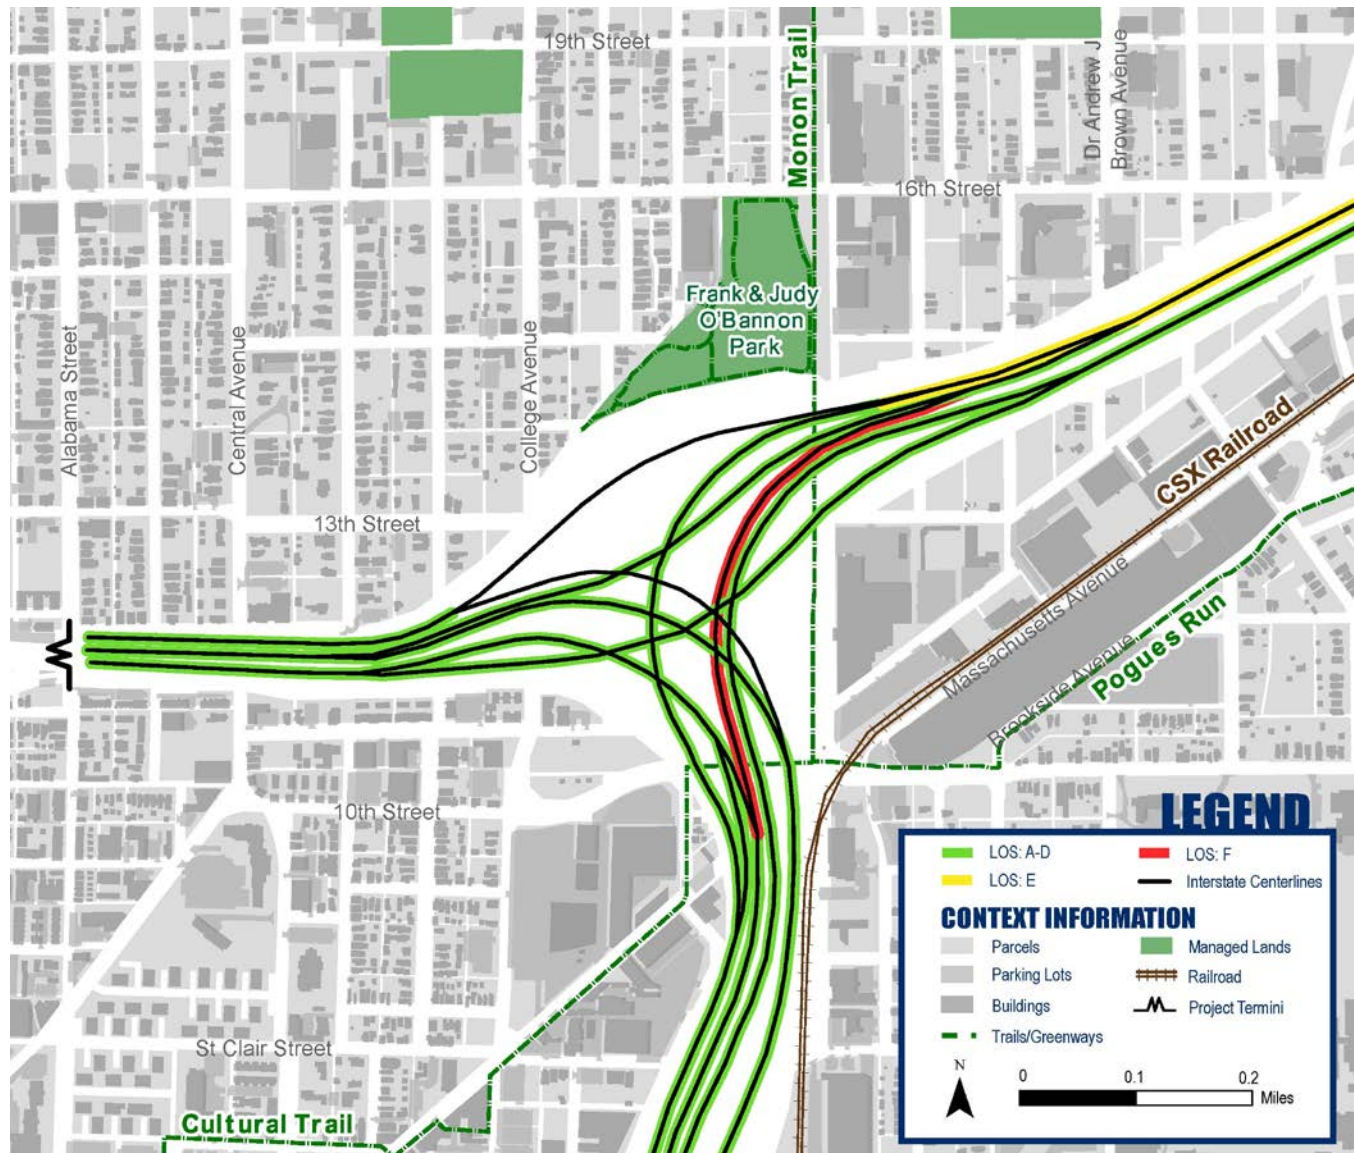 19th Street
Monon Trail
Dr Andrew J
Brown Avenue
16th Street
Frank & Judy
O'Bannon
Park
Alabama Street
Central Avenue
College Avenue
13th Street
CSX Railroad
Massachusetts Avenue
Brookside Avenue
Pogues Run
10th Street
St Clair Street
Cultural Trail
LEGEND
LOS: A-D
LOS: F
LOS: E
Interstate Centerlines
CONTEXT INFORMATION
Parcels
Managed Lands
Parking Lots
Railroad
Buildings
Project Termini
Trails/Greenways
N
0 0.1 0.2
Miles